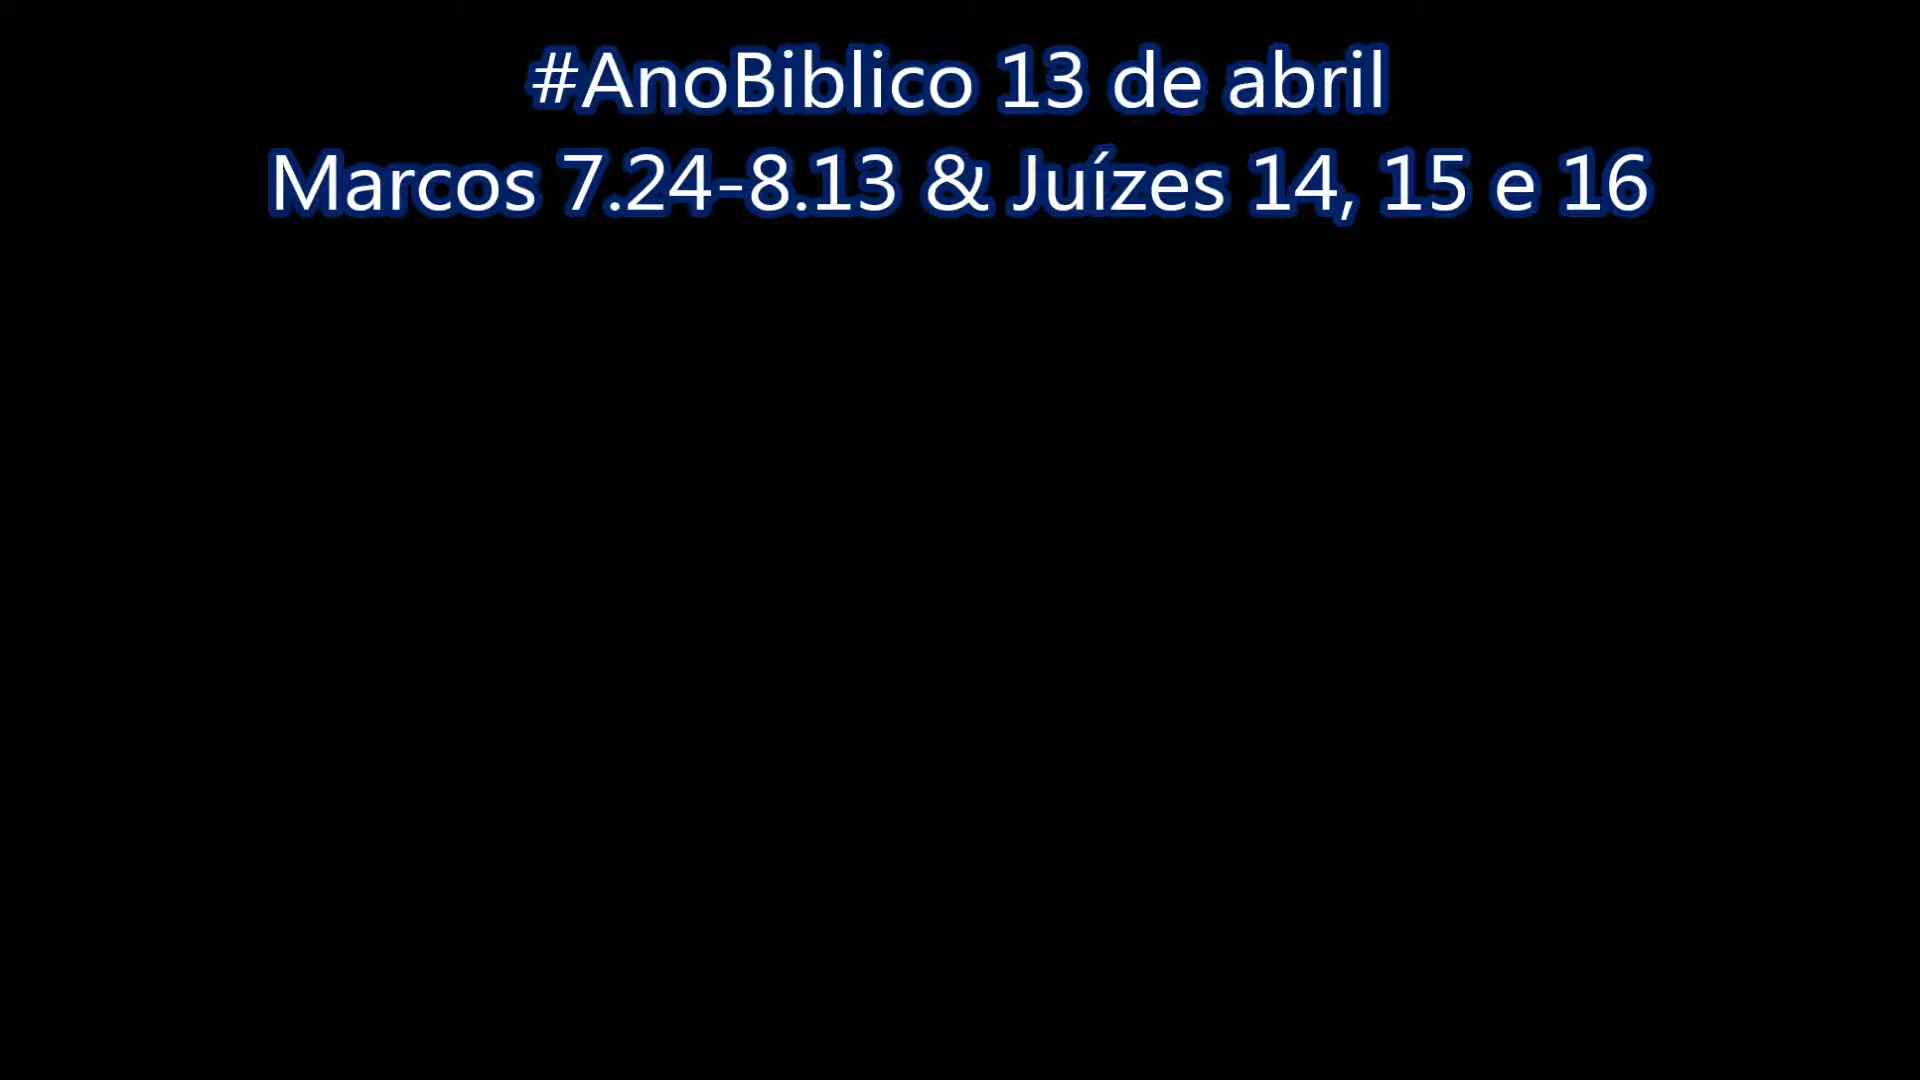 #AnoBiblico 13 de abril
Marcos 7.24-8.13 & Juízes 14, 15 e 16